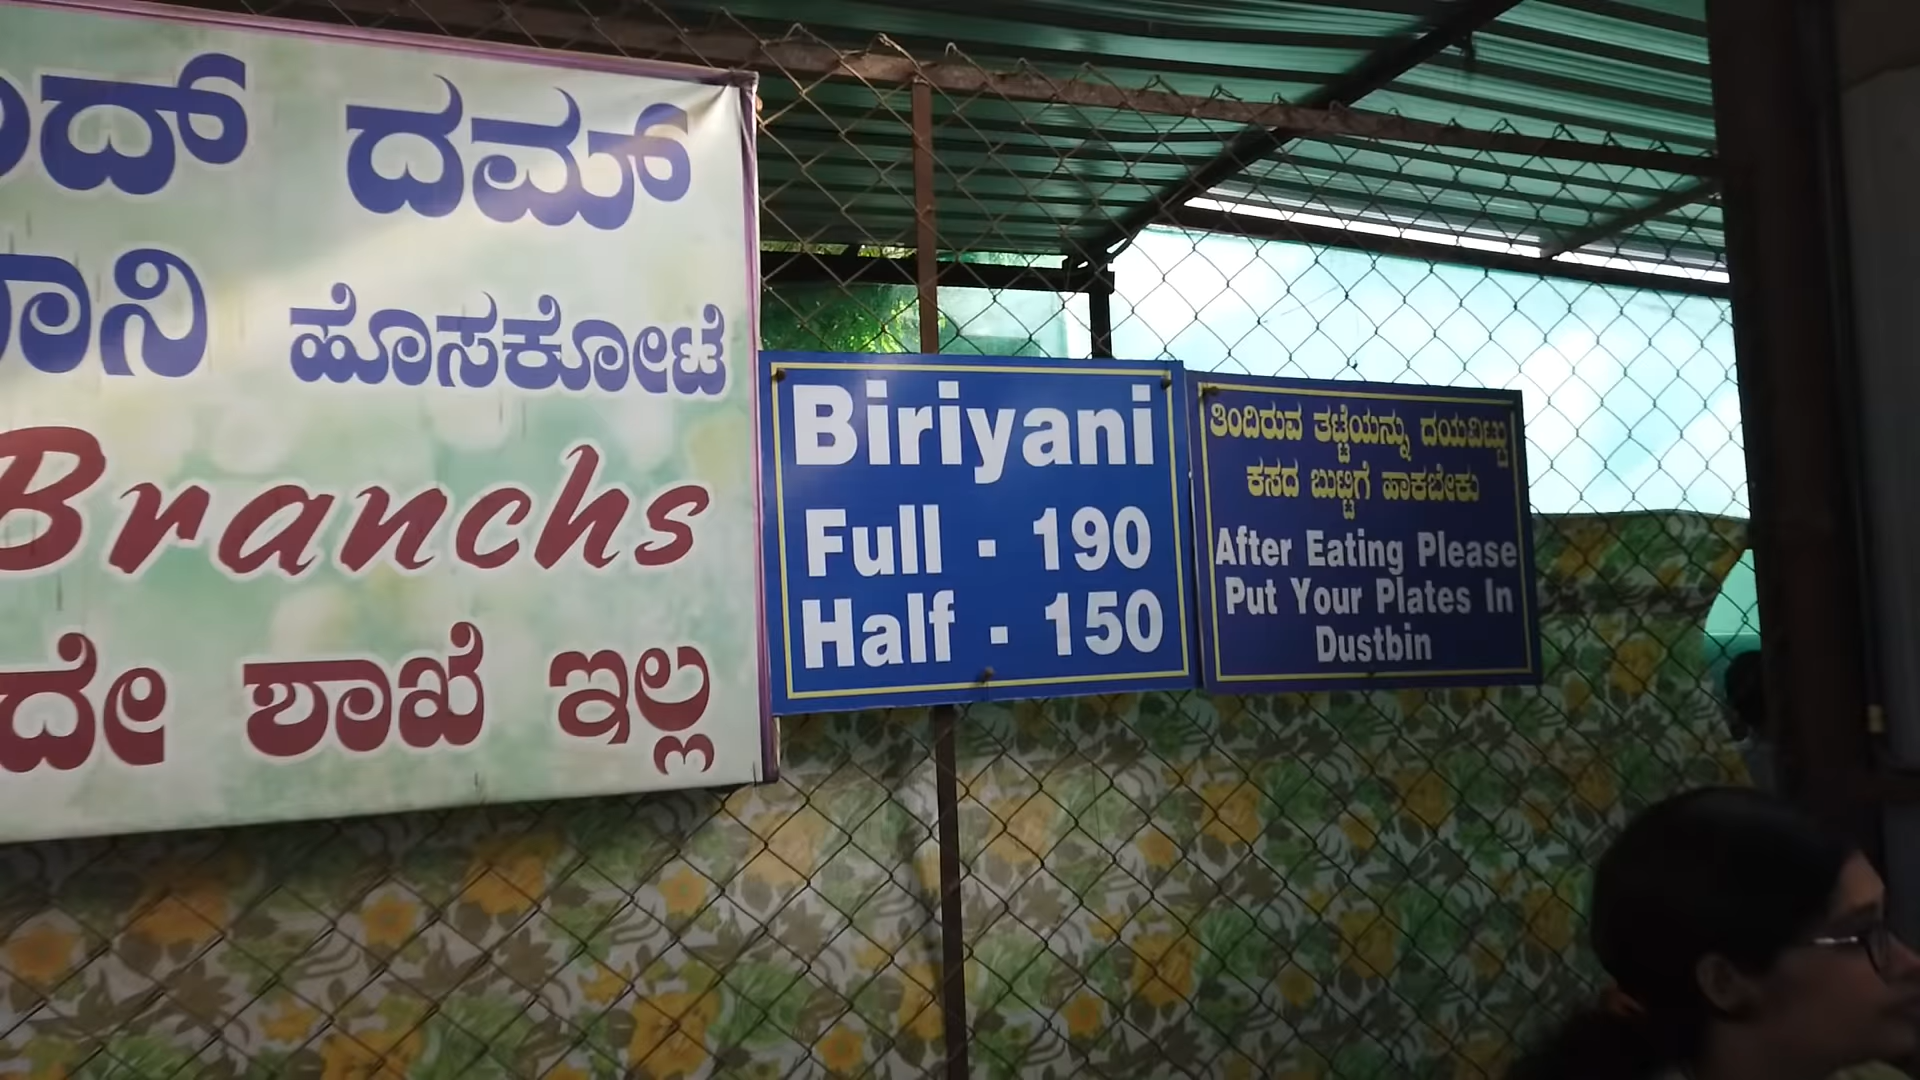 ದಮ್
ಹೊಸಕೋಟೆ
Branchs
ಶಾಖೆ ಇಲ್ಲ
Biriyani
Full - 190
Half - 150
ತಿಂದಿರುವ ತಟ್ಟೆಯನ್ನು ದಯವಿಟ್ಟು
ಕಸದ ಬುಟ್ಟಿಗೆ ಹಾಕಬೇಕು
After Eating Please
Put Your Plates In
Dustbin